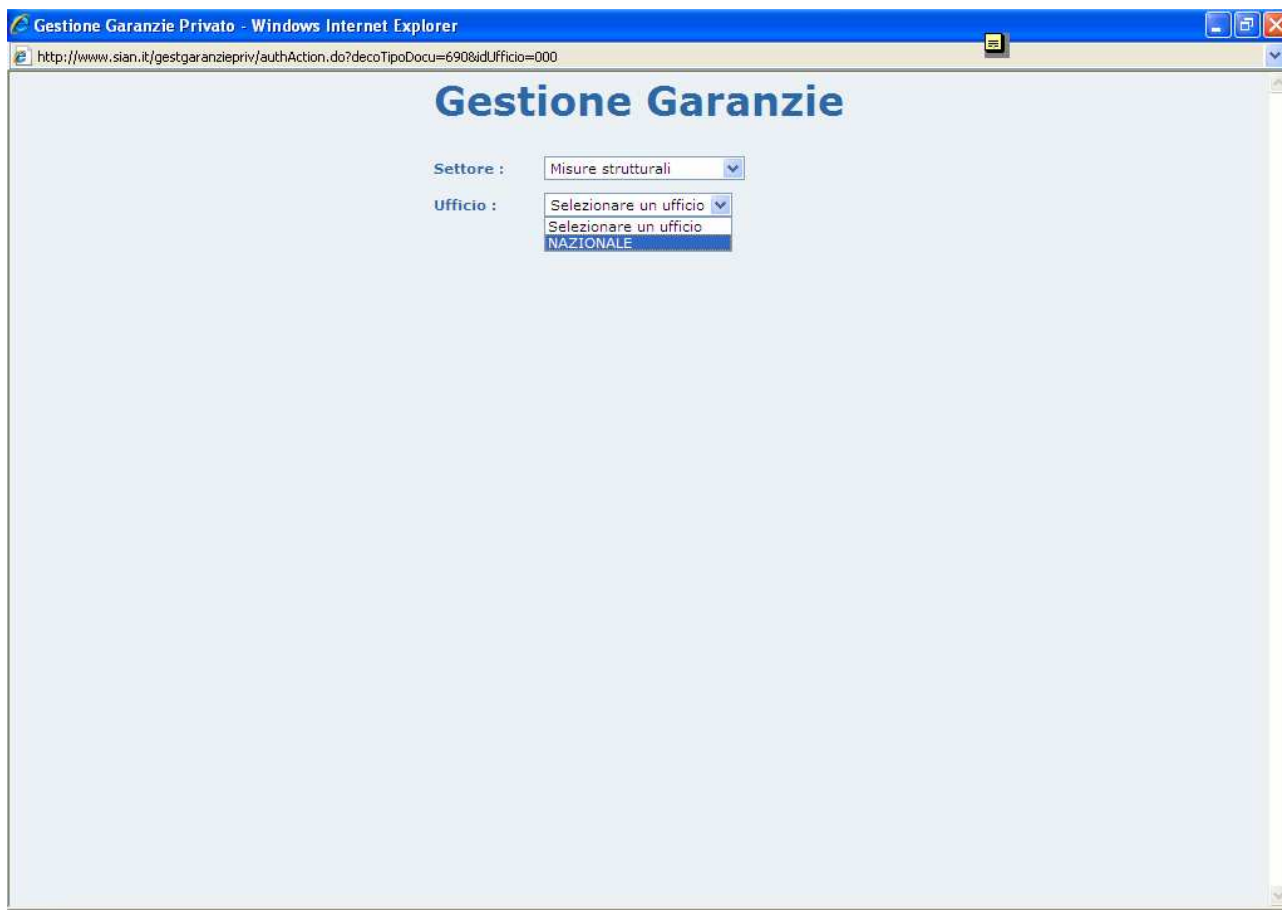 Gestione Garanzie Privato - Windows Internet Explorer
http://www.sian.it/gestgaranziepriv/authAction.do?decoTipoDocu=690&idUfficio=000
Gestione Garanzie
Settore : Misure strutturali
Ufficio : Selezionare un ufficio
Selezionare un ufficio
NAZIONALE